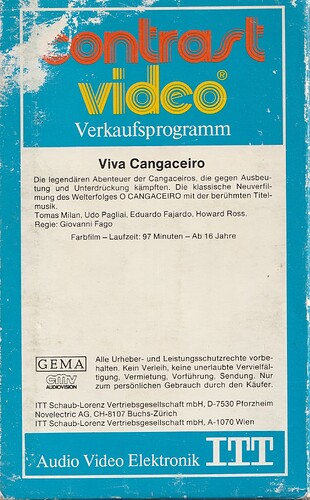 contrast
video®
Verkaufsprogramm
Viva Cangaceiro
Die legendären Abenteuer der Cangaceiros, die gegen Ausbeu-
tung und Unterdrückung kämpften. Die klassische Neuverfil-
mung des Welterfolges O CANGACEIRO mit der berühmten Titel-
musik.
Tomas Milan, Udo Pagliai, Eduardo Fajardo, Howard Ross.
Regie: Giovanni Fago
Farbfilm – Laufzeit: 97 Minuten – Ab 16 Jahre
GEMA
cmv
AUDIOVISION
Alle Urheber- und Leistungsschutzrechte vorbe-
halten. Kein Verleih, keine unerlaubte Vervielfäl-
tigung, Vermietung, Vorführung, Sendung. Nur
zum persönlichen Gebrauch durch den Käufer.
ITT Schaub-Lorenz Vertriebsgesellschaft mbH, D-7530 Pforzheim
Novelectric AG, CH-8107 Buchs-Zürich
ITT Schaub-Lorenz Vertriebsgesellschaft mbH, A-1070 Wien
Audio Video Elektronik ITT